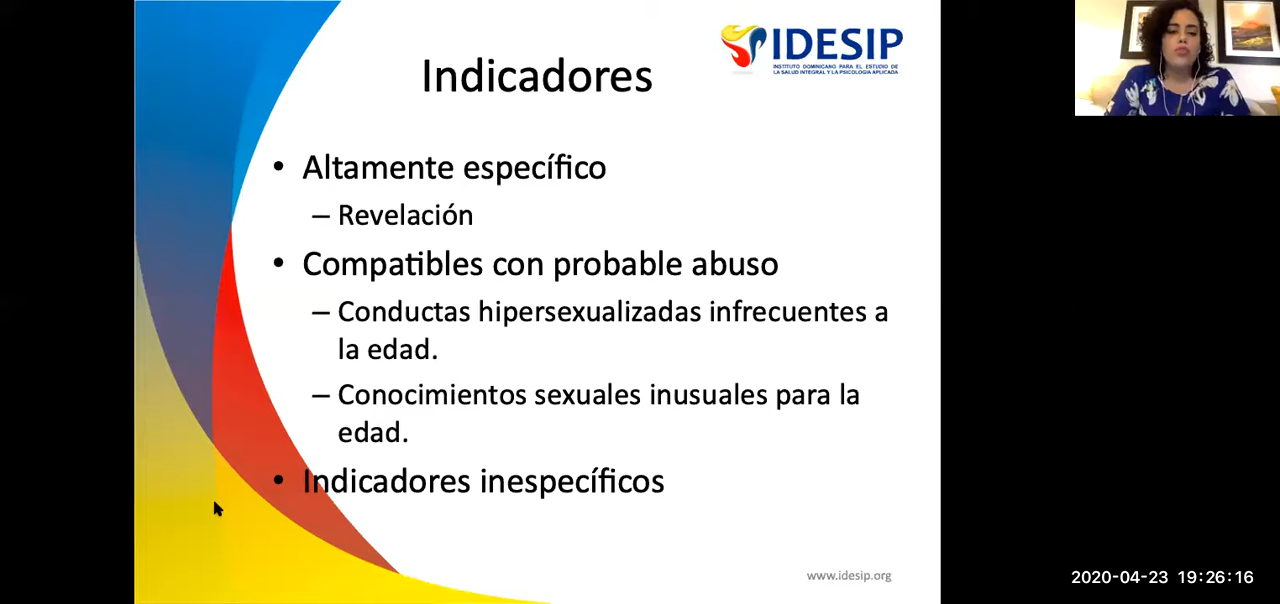 IDESIP
INSTITUTO DOMINICANO PARA EL ESTUDIO DE
LA SALUD INTEGRAL Y LA PSICOLOGÍA APLICADA
Indicadores
• Altamente específico
– Revelación
• Compatibles con probable abuso
– Conductas hipersexualizadas infrecuentes a
la edad.
– Conocimientos sexuales inusuales para la
edad.
• Indicadores inespecíficos
www.idesip.org
2020-04-23 19:26:16